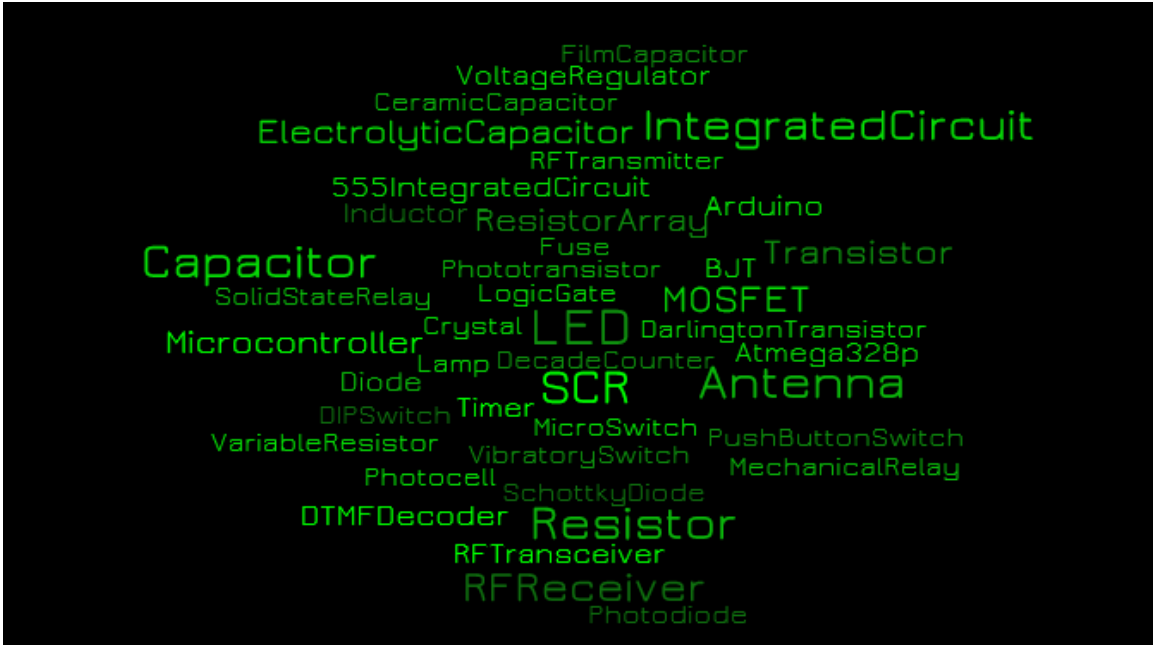 FilmCapacitor
VoltageRegulator
CeramicCapacitor
ElectrolyticCapacitor IntegratedCircuit
RFTransmitter
555IntegratedCircuit
Inductor ResistorArray Arduino
Fuse Transistor
Capacitor Phototransistor BJT
SolidStateRelay LogicGate MOSFET
Crystal LED DarlingtonTransistor
Microcontroller
Lamp DecadeCounter Atmega328p
Diode SCR Antenna
DIPSwitch Timer
MicroSwitch PushButtonSwitch
VariableResistor VibratorySwitch
Photocell MechanicalRelay
SchottkyDiode
DTMFDecoder Resistor
RFTransceiver
RFReceiver
Photodiode